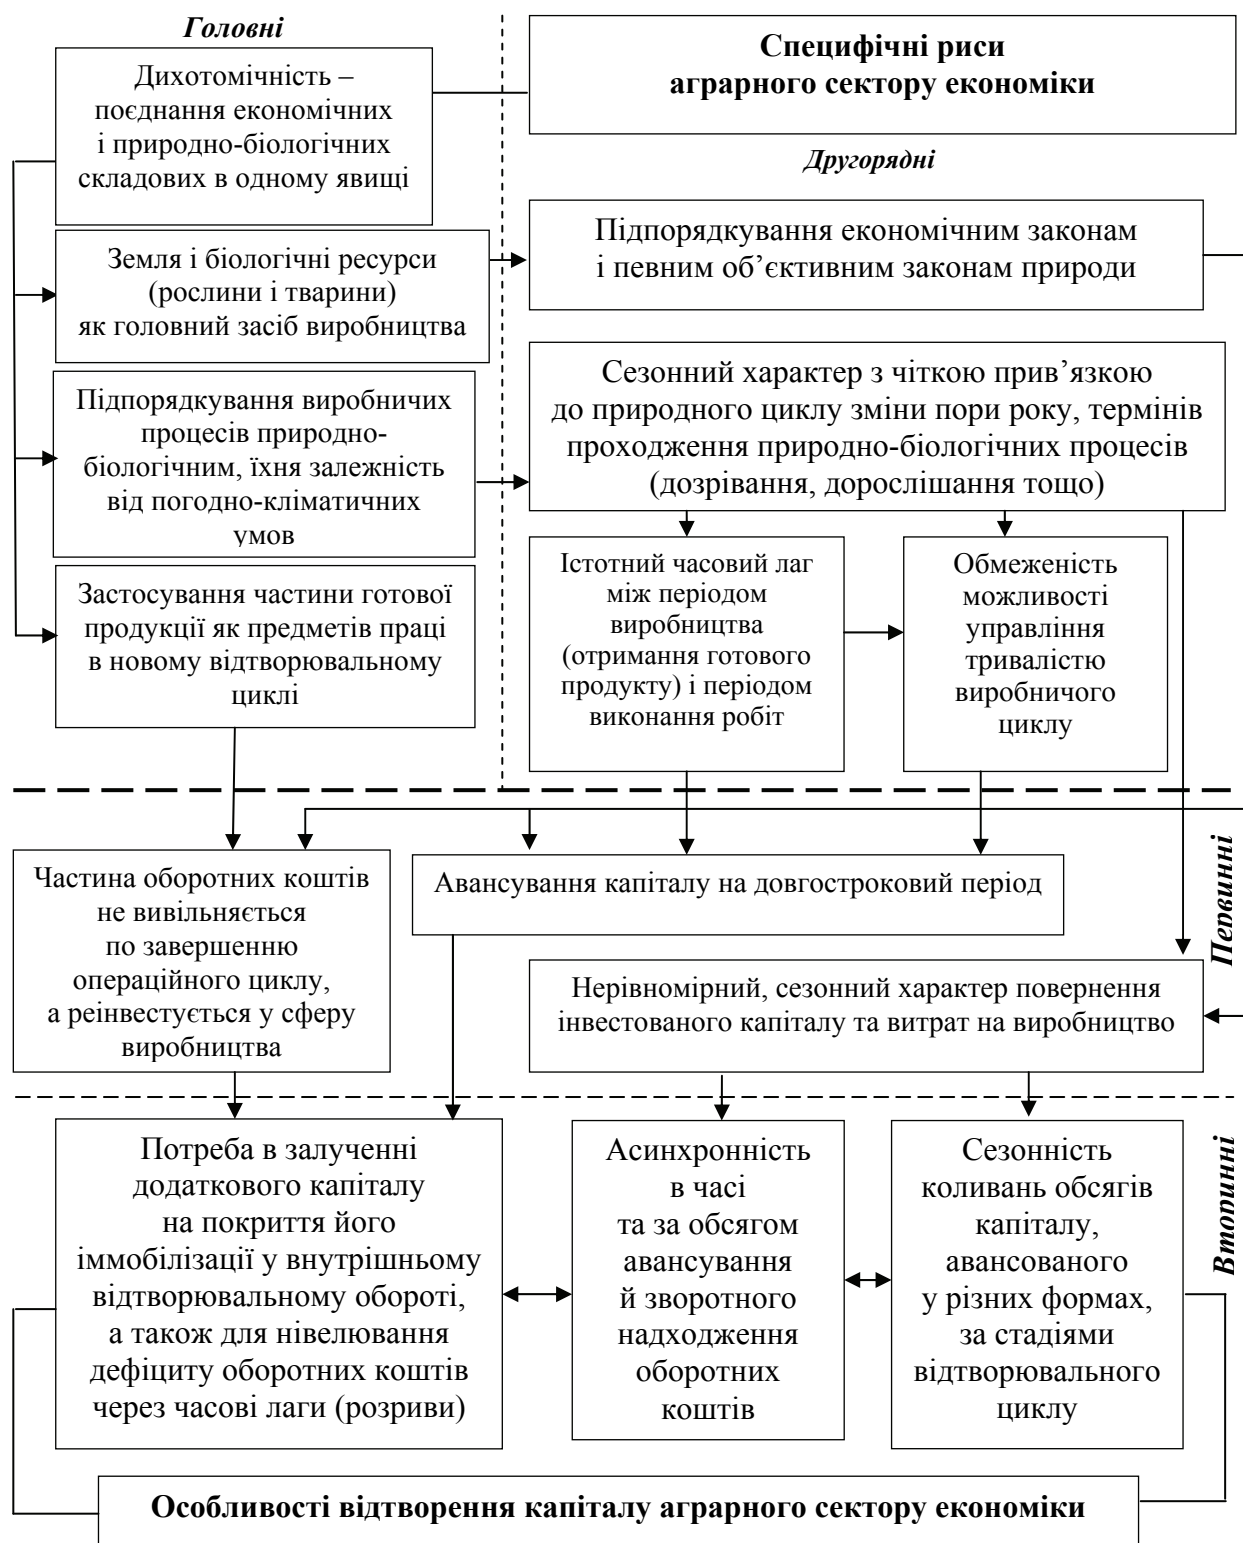 Головні
Специфічні риси
аграрного сектору економіки
Дихотомічність –
поєднання економічних
і природно-біологічних
складових в одному явищі
Другорядні
Земля і біологічні ресурси
(рослини і тварини)
як головний засіб виробництва
Підпорядкування економічним законам
і певним об’єктивним законам природи
Підпорядкування виробничих
процесів природно-
біологічним, їхня залежність
від погодно-кліматичних
умов
Сезонний характер з чіткою прив’язкою
до природного циклу зміни пори року, термінів
проходження природно-біологічних процесів
(дозрівання, дорослішання тощо)
Застосування частини готової
продукції як предметів праці
в новому відтворювальному
циклі
Істотний часовий лаг
між періодом
виробництва
(отримання готового
продукту) і періодом
виконання робіт
Обмеженість
можливості
управління
тривалістю
виробничого
циклу
Первинні
Частина оборотних коштів
не вивільняється
по завершенню
операційного циклу,
а реінвестується у сферу
виробництва
Авансування капіталу на довгостроковий період
Нерівномірний, сезонний характер повернення
інвестованого капіталу та витрат на виробництво
Вторинні
Потреба в залученні
додаткового капіталу
на покриття його
іммобілізації у внутрішньому
відтворювальному обороті,
а також для нівелювання
дефіциту оборотних коштів
через часові лаги (розриви)
Асинхронність
в часі
та за обсягом
авансування
й зворотного
надходження
оборотних
коштів
Сезонність
коливань обсягів
капіталу,
авансованого
у різних формах,
за стадіями
відтворювального
циклу
Особливості відтворення капіталу аграрного сектору економіки